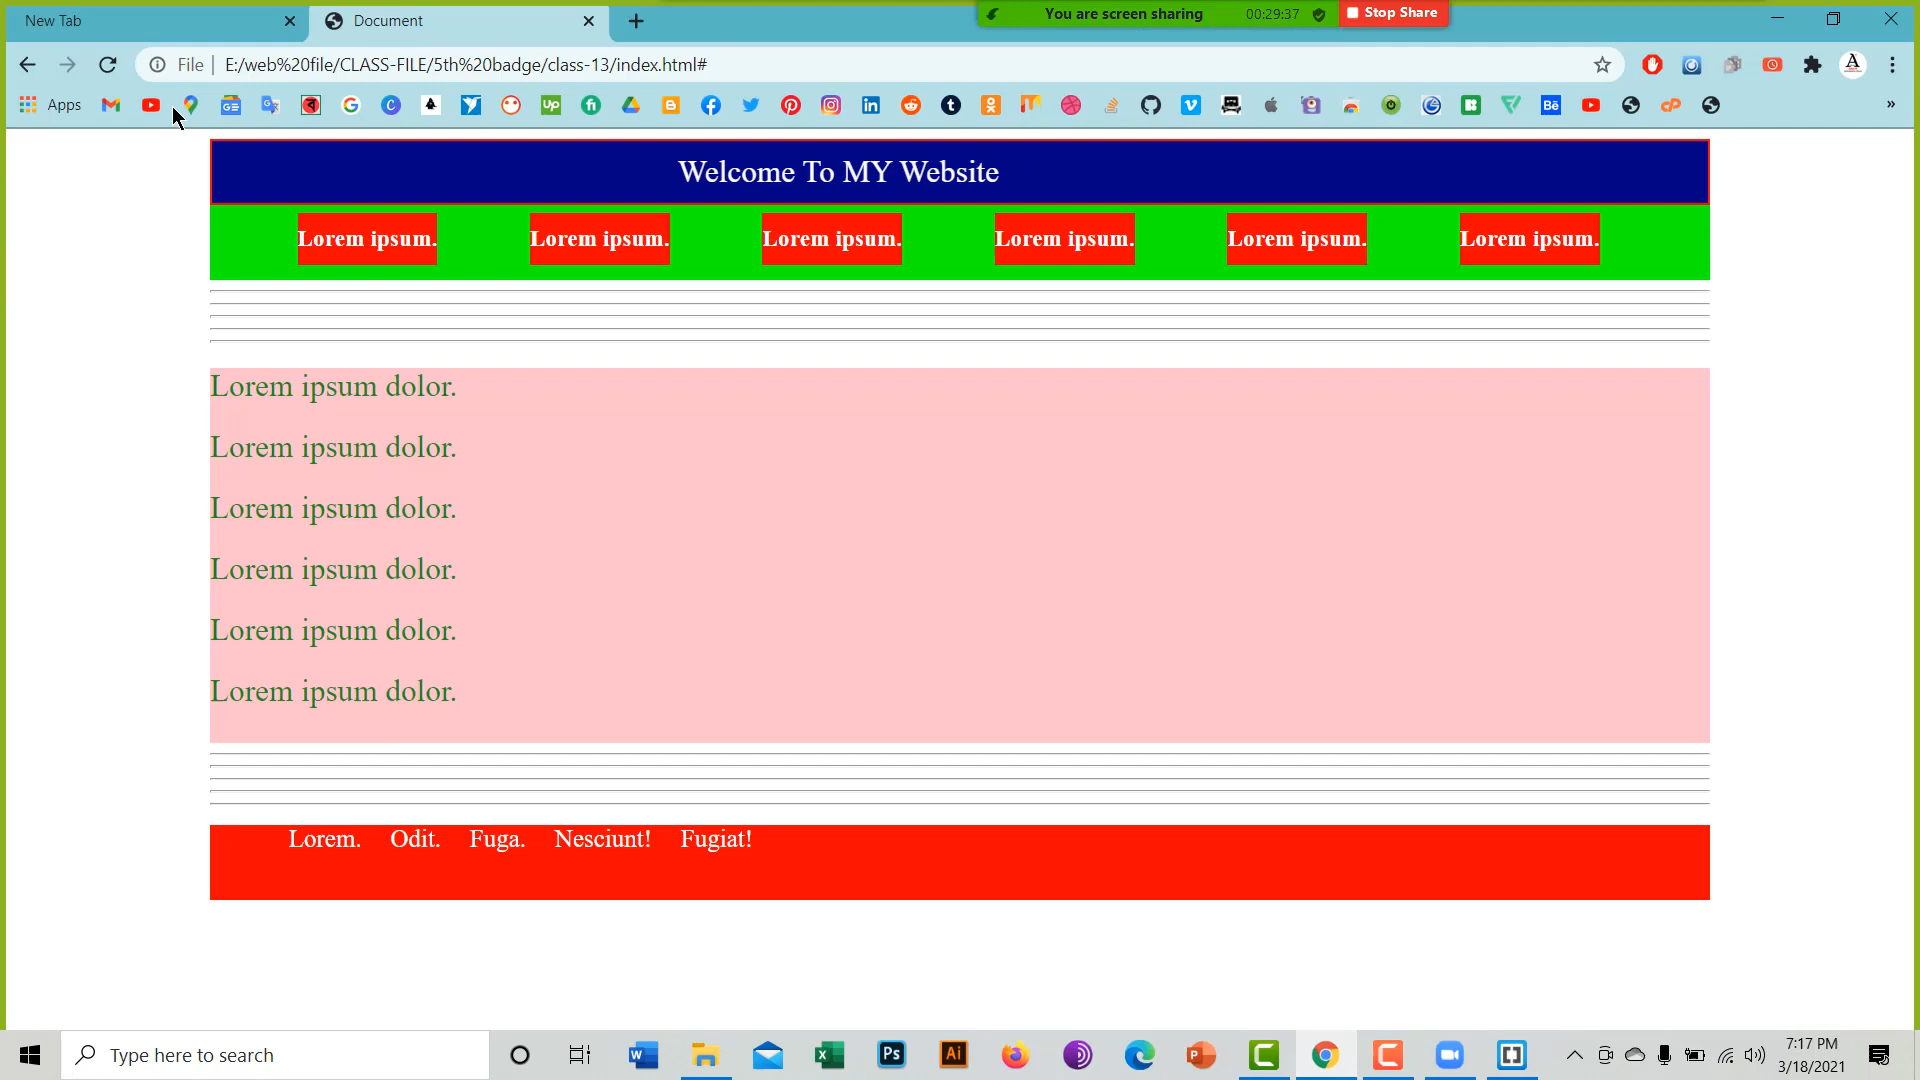 New Tab
Document
You are screen sharing 00:29:37 Stop Share
File E:/web%20file/CLASS-FILE/5th%20badge/class-13/index.html#
Apps
Welcome To MY Website
Lorem ipsum. Lorem ipsum. Lorem ipsum. Lorem ipsum. Lorem ipsum. Lorem ipsum.
Lorem ipsum dolor.
Lorem ipsum dolor.
Lorem ipsum dolor.
Lorem ipsum dolor.
Lorem ipsum dolor.
Lorem ipsum dolor.
Lorem. Odit. Fuga. Nesciunt! Fugiat!
Type here to search
7:17 PM
3/18/2021